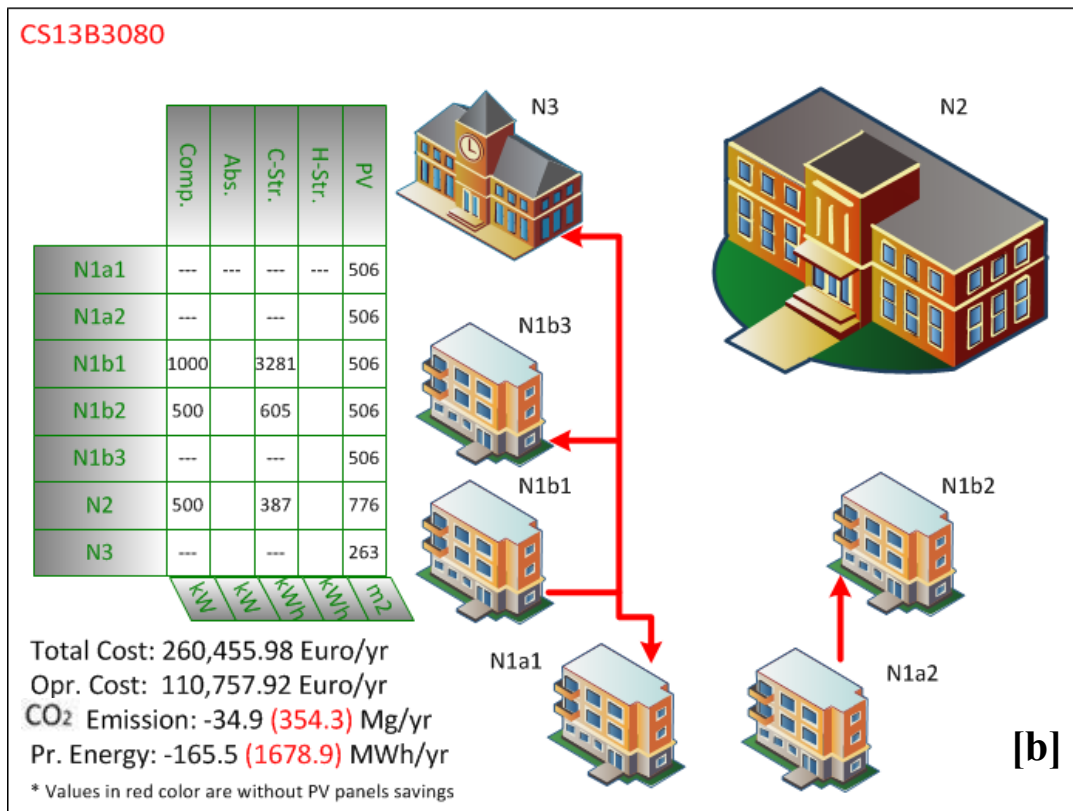 CS13B3080
N3
N2
Comp. Abs. C-Str. H-Str. PV
N1a1 --- --- --- --- 506
N1a2 --- --- 506
N1b1 1000 3281 506
N1b2 500 605 506
N1b3 --- --- 506
N2 500 387 776
N3 --- --- 263
kW kW kWh kWh m2
N1b3
N1b1
N1b2
N1a1
N1a2
Total Cost: 260,455.98 Euro/yr
Opr. Cost: 110,757.92 Euro/yr
CO₂ Emission: -34.9 (354.3) Mg/yr
Pr. Energy: -165.5 (1678.9) MWh/yr
* Values in red color are without PV panels savings
[b]